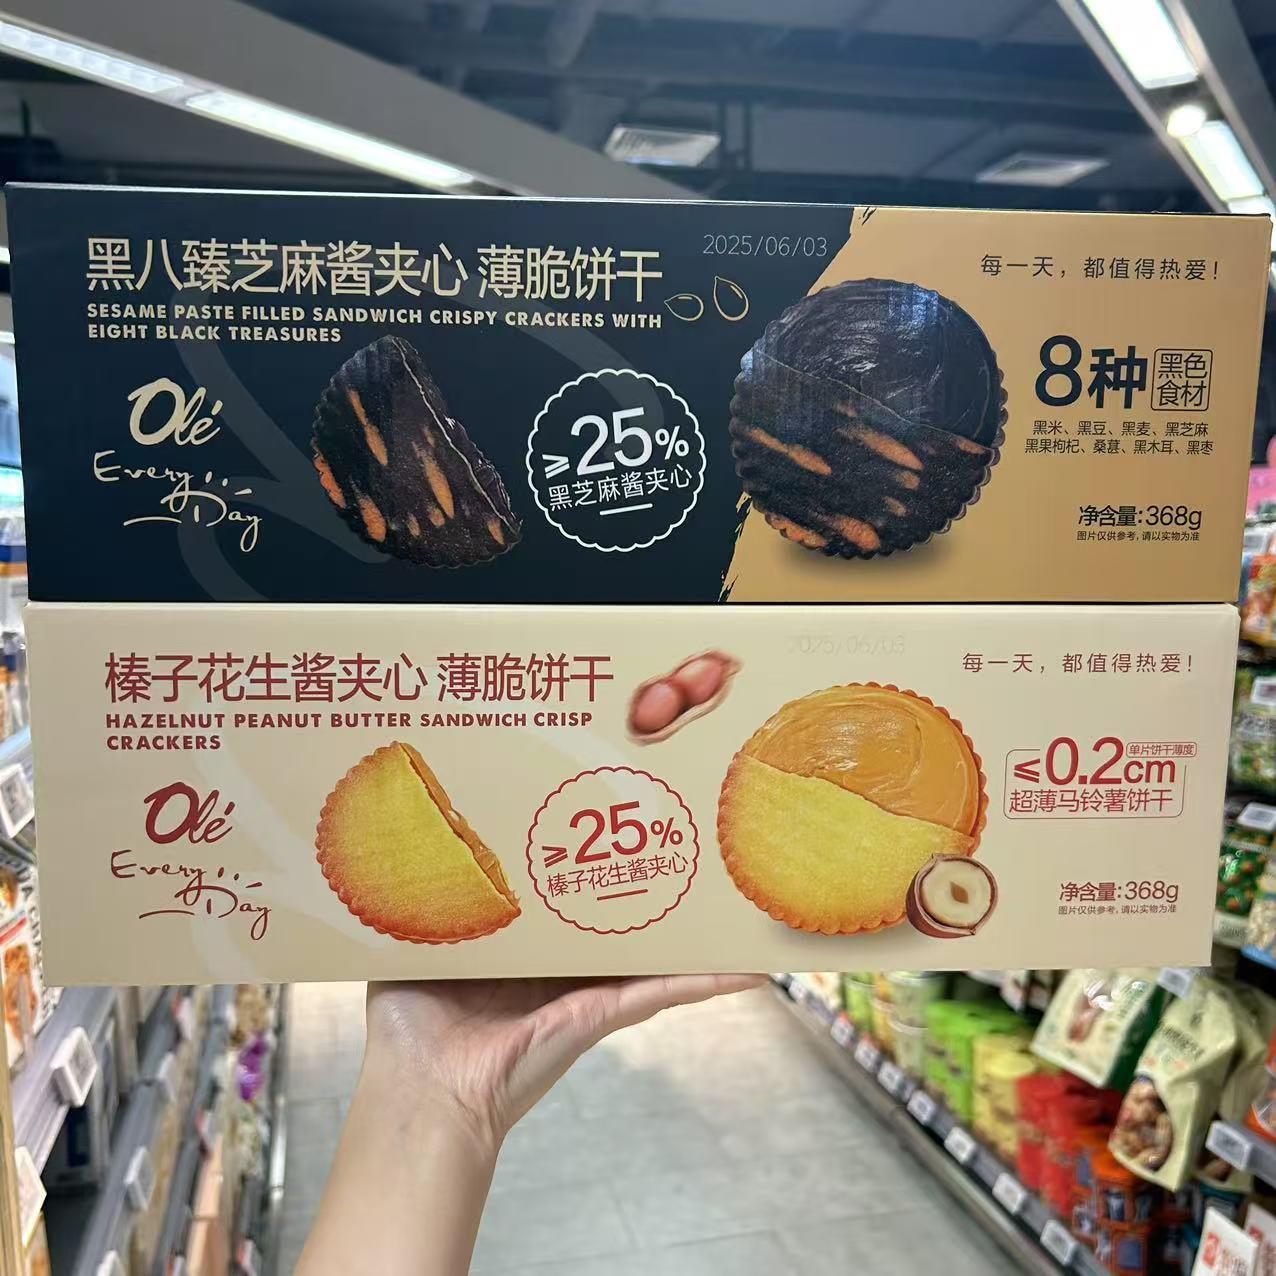 黑八臻芝麻酱夹心 薄脆饼干
2025/06/03
SESAME PASTE FILLED SANDWICH CRISPY CRACKERS WITH
EIGHT BLACK TREASURES
Olé
Every
Day
≥25%
黑芝麻酱夹心
每一天，都值得热爱！
8种 黑色食材
黑米、黑豆、黑麦、黑芝麻
黑果枸杞、桑葚、黑木耳、黑枣
净含量:368g
图片仅供参考,请以实物为准
榛子花生酱夹心 薄脆饼干
2025/06/03
HAZELNUT PEANUT BUTTER SANDWICH CRISP
CRACKERS
Olé
Every
Day
≥25%
榛子花生酱夹心
每一天，都值得热爱！
≤0.2cm 单片饼干薄度
超薄马铃薯饼干
净含量:368g
图片仅供参考,请以实物为准